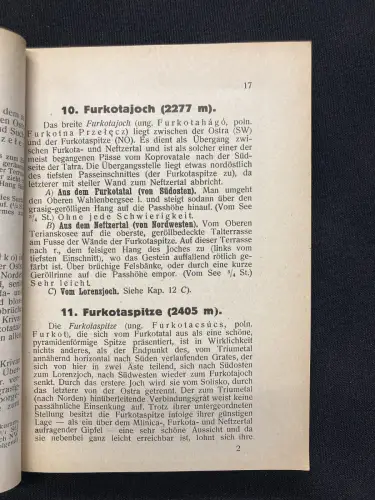 17
10. Furkotajoch (2277 m).
Das breite Furkotajoch (ung. Furkotahágó, poln.
Furkotna Przełęcz) liegt zwischen der Ostra (SW)
und der Furkotaspitze (NO). Es dient als Übergang zwi-
schen Furkota- und Neftzertal und ist als solcher einer der
meist begangenen Pässe vom Koprovatale nach der Süd-
seite der Tatra. Die Übergangsstelle liegt etwas nordöstlich
des tiefsten Passeinschnittes (der Furkotaspitze zu), da
letzterer mit steiler Wand zum Neftzertal abbricht.
A) Aus dem Furkotatal (von Südosten). Man umgeht
den Oberen Wahlenbergsee l. und steigt sodann über den
grasig-gerölligen Hang auf die Passhöhe hinauf. (Vom See
St.) Ohne jede Schwierigkeit.
B) Aus dem Neftzertal (von Nordwesten). Vom Oberen
Terianskosee auf die oberste, geröllbedeckte Talterrasse
am Fusse der Wände der Furkotaspitze. Auf dieser Terrasse
nach r., dem felsigen Hang des Joches zu (links vom
tiefsten Einschnitt), wo das Gestein auffallend rötlich ge-
färbt ist. Über brüchige Felsbänke, oder durch eine kurze
Geröllrinne auf die Passhöhe empor. (Vom See St.)
Sehr leicht.
C) Vom Lorenzjoch. Siehe Kap. 12 C).
11. Furkotaspitze (2405 m).
Die Furkotaspitze (ung. Furkotacsúcs, poln.
Furkot), die sich vom Furkotatal aus als eine schöne,
pyramidenförmige Spitze präsentiert, ist in Wirklichkeit
nichts anderes, als der Endpunkt des, vom Triumetal
annähernd horizontal nach Süden verlaufenden Grates, der
sich von hier in zwei Äste teilend, sich nach Südosten
zum Lorenzjoch, nach Südwesten wieder zum Furkotajoch
senkt. Durch das erstere Joch wird sie vom Solisko, durch
das letztere von der Ostra getrennt. Der zum Triumetal
(nach Norden) hinüberleitende Verbindungsgrat weist keine
passähnliche Einsenkung auf. Trotz ihrer untergeordneten
Stellung besitzt die Furkotaspitze infolge ihrer günstigen
Lage — als ein über dem Mlinica-, Furkota- und Neftzertal
aufragender Gipfel — eine sehr schöne Aussicht und da
sie nebenbei ganz leicht erreichbar ist, lohnt sich ihre
2